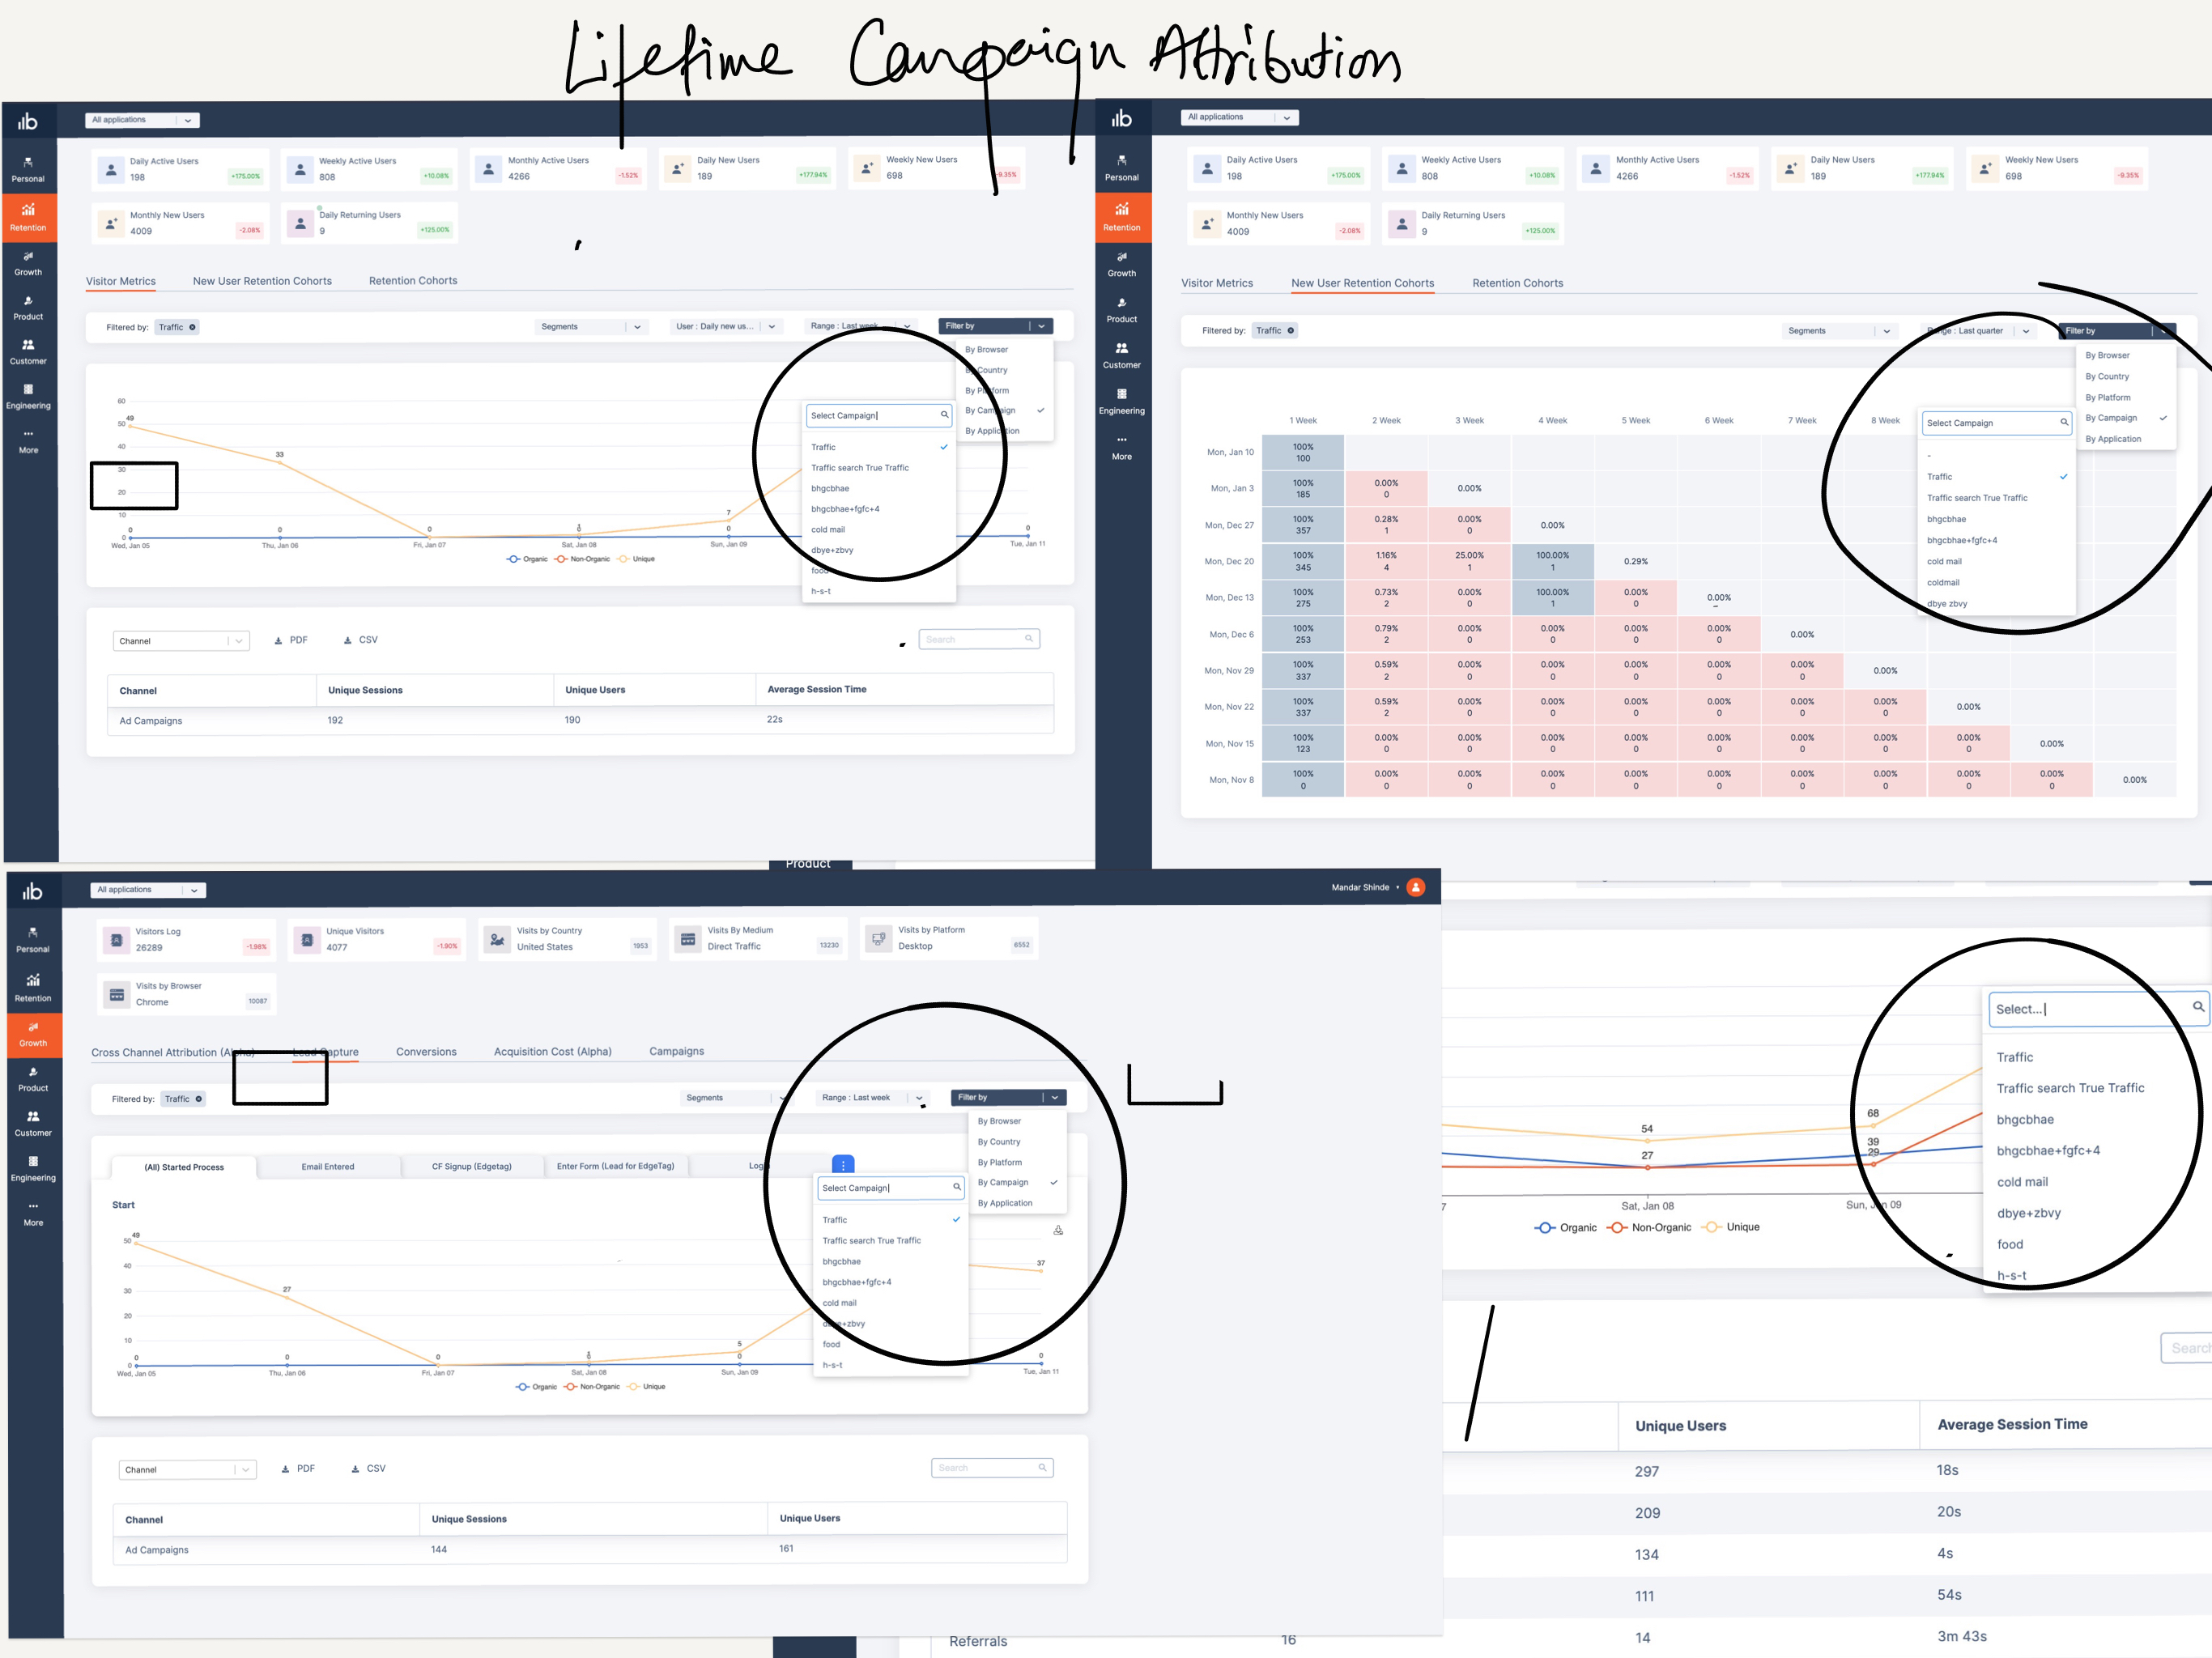 Lifetime Campaign Attribution
ılb
All applications
Personal
Retention
Growth
Product
Customer
Engineering
More
Daily Active Users
198
+175.00%
Weekly Active Users
808
+10.08%
Monthly Active Users
4266
-1.52%
Daily New Users
189
+177.94%
Weekly New Users
698
9.35%
Monthly New Users
4009
-2.08%
Daily Returning Users
9
+125.00%
Visitor Metrics New User Retention Cohorts Retention Cohorts
Filtered by: Traffic Segments User : Daily new us... Range : Last week Filter by
By Browser
By Country
By Platform
By Campaign
By Application
Select Campaign
Traffic
Traffic search True Traffic
bhgcbhae
bhgcbhae+fgfc+4
cold mail
dbye+zbvy
food
h-s-t
60
50
40
30
20
10
0
49
33
0
1
7
0 0 0 0 0
Wed, Jan 05 Thu, Jan 06 Fri, Jan 07 Sat, Jan 08 Sun, Jan 09 Tue, Jan 11
Organic Non-Organic Unique
Channel PDF CSV Search
Channel Unique Sessions Unique Users Average Session Time
Ad Campaigns 192 190 22s
ılb
All applications
Personal
Retention
Growth
Product
Customer
Engineering
More
Daily Active Users
198
+175.00%
Weekly Active Users
808
+10.08%
Monthly Active Users
4266
-1.52%
Daily New Users
189
+177.94%
Weekly New Users
698
-9.35%
Monthly New Users
4009
-2.08%
Daily Returning Users
9
+125.00%
Visitor Metrics New User Retention Cohorts Retention Cohorts
Filtered by: Traffic Segments Range : Last quarter Filter by
By Browser
By Country
By Platform
By Campaign
By Application
Select Campaign
-
Traffic
Traffic search True Traffic
bhgcbhae
bhgcbhae+fgfc+4
cold mail
coldmail
dbye zbvy
1 Week 2 Week 3 Week 4 Week 5 Week 6 Week 7 Week 8 Week
Mon, Jan 10 100%
100
Mon, Jan 3 100% 0.00% 0.00%
185 0
Mon, Dec 27 100% 0.28% 0.00% 0.00%
357 1 0
Mon, Dec 20 100% 1.16% 25.00% 100.00% 0.29%
345 4 1 1
Mon, Dec 13 100% 0.73% 0.00% 100.00% 0.00% 0.00%
275 2 0 1 0
Mon, Dec 6 100% 0.79% 0.00% 0.00% 0.00% 0.00% 0.00%
253 2 0 0 0 0
Mon, Nov 29 100% 0.59% 0.00% 0.00% 0.00% 0.00% 0.00% 0.00%
337 2 0 0 0 0 0
Mon, Nov 22 100% 0.59% 0.00% 0.00% 0.00% 0.00% 0.00% 0.00% 0.00%
337 2 0 0 0 0 0 0
Mon, Nov 15 100% 0.00% 0.00% 0.00% 0.00% 0.00% 0.00% 0.00% 0.00% 0.00%
123 0 0 0 0 0 0 0 0
Mon, Nov 8 100% 0.00% 0.00% 0.00% 0.00% 0.00% 0.00% 0.00% 0.00% 0.00% 0.00%
0 0 0 0 0 0 0 0 0 0
Product
ılb
All applications
Mandar Shinde
Personal
Retention
Growth
Product
Customer
Engineering
More
Visitors Log
26289
-1.98%
Unique Visitors
4077
-1.90%
Visits by Country
United States
1953
Visits By Medium
Direct Traffic
13230
Visits by Platform
Desktop
8552
Visits by Browser
Chrome
10087
Cross Channel Attribution (Alpha) Lead Capture Conversions Acquisition Cost (Alpha) Campaigns
Filtered by: Traffic Segments Range : Last week Filter by
By Browser
By Country
By Platform
By Campaign
By Application
(All) Started Process Email Entered CF Signup (Edgetag) Enter Form (Lead for EdgeTag) Log
Select Campaign
Traffic
Traffic search True Traffic
bhgcbhae
bhgcbhae+fgfc+4
cold mail
dbye+zbvy
food
h-s-t
Start
50
40
30
20
10
0
49
27
0
1
5
37
0 0 0 0 0
Wed, Jan 05 Thu, Jan 06 Fri, Jan 07 Sat, Jan 08 Sun, Jan 09 Tue, Jan 11
Organic Non-Organic Unique
Channel PDF CSV Search
Channel Unique Sessions Unique Users
Ad Campaigns 144 161
Select...
Traffic
Traffic search True Traffic
bhgcbhae
bhgcbhae+fgfc+4
cold mail
dbye+zbvy
food
h-s-t
54
27
68
39
29
7 Sat, Jan 08 Sun, Jan 09
Organic Non-Organic Unique
Search
Unique Users Average Session Time
297 18s
209 20s
134 4s
111 54s
Referrals 16 14 3m 43s